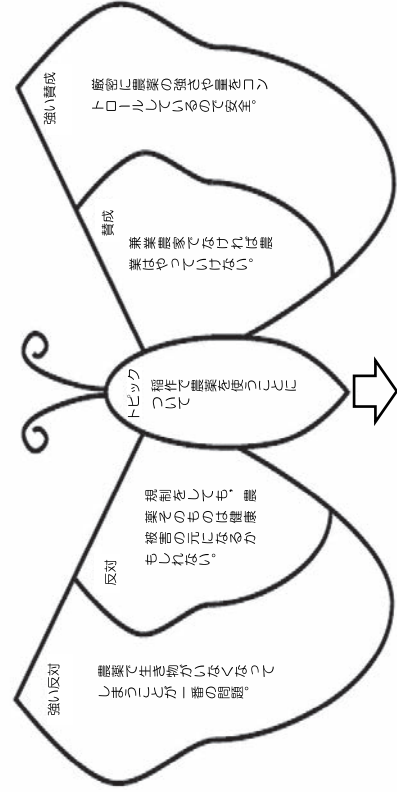 強い反対
農薬で生き物がいなくなって
しまうことが一番の問題。
反対
規制をしても、農
薬そのものは健康
被害の元になるか
もしれない。
トピック
稲作で農薬を使うことに
ついて
賛成
兼業農家でなければ農
業はやっていけない。
強い賛成
厳密に農薬の強さや量をコン
トロールしているので安全。